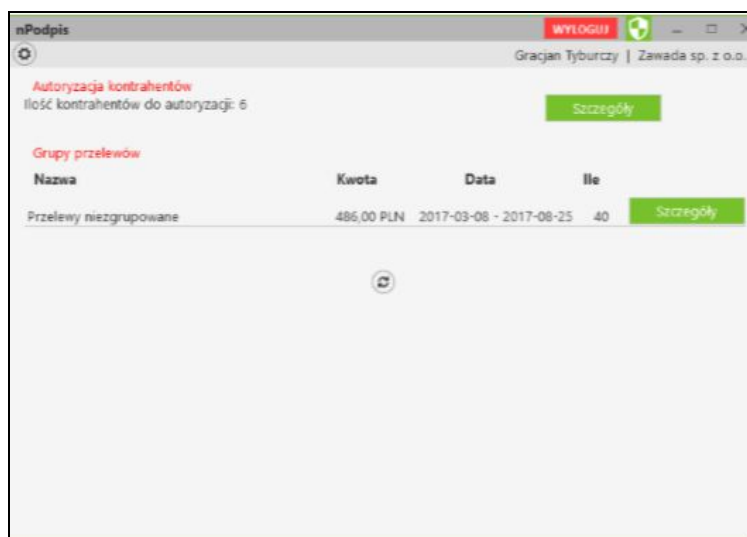 nPodpis WYLOGUJ
Gracjan Tyburczy | Zawada sp. z o.o.
Autoryzacja kontrahentów
Ilość kontrahentów do autoryzacji: 6 Szczegóły
Grupy przelewów
Nazwa Kwota Data Ile
Przelewy niezgrupowane 486,00 PLN 2017-03-08 - 2017-08-25 40 Szczegóły